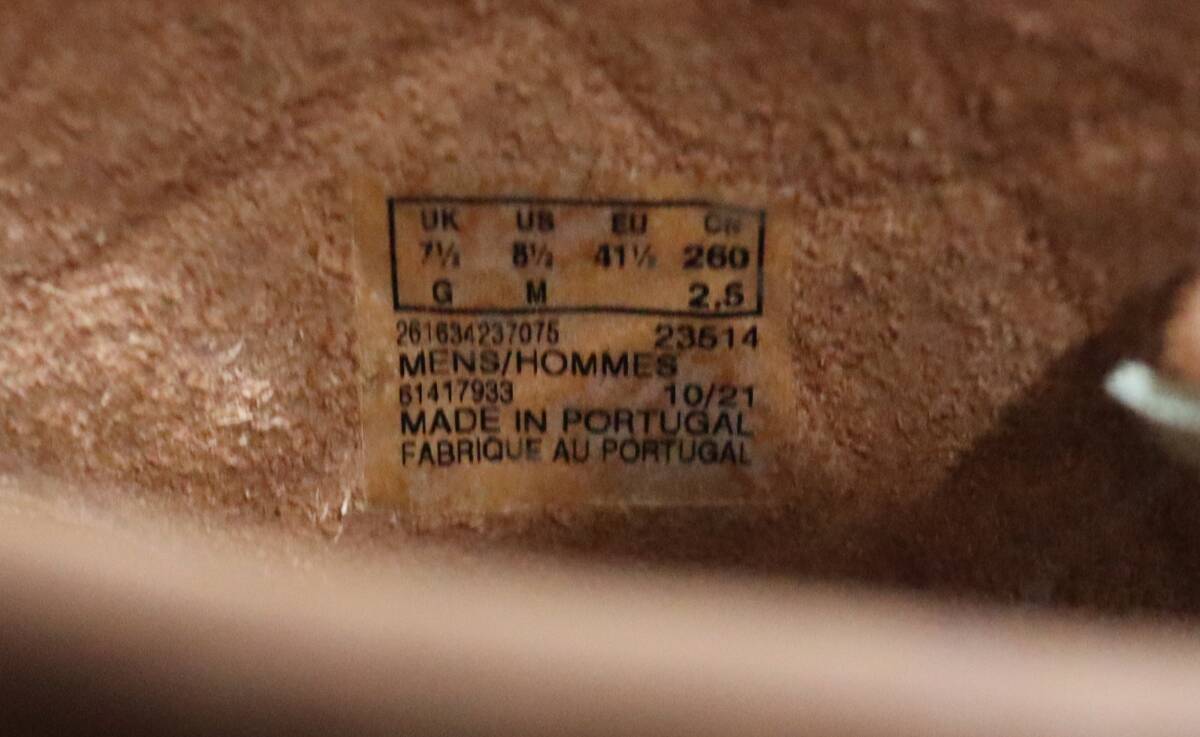 UK US EU CN
7½ 8½ 41½ 260
G M 2,5
261634237075 23514
MENS/HOMMES
61417933 10/21
MADE IN PORTUGAL
FABRIQUE AU PORTUGAL